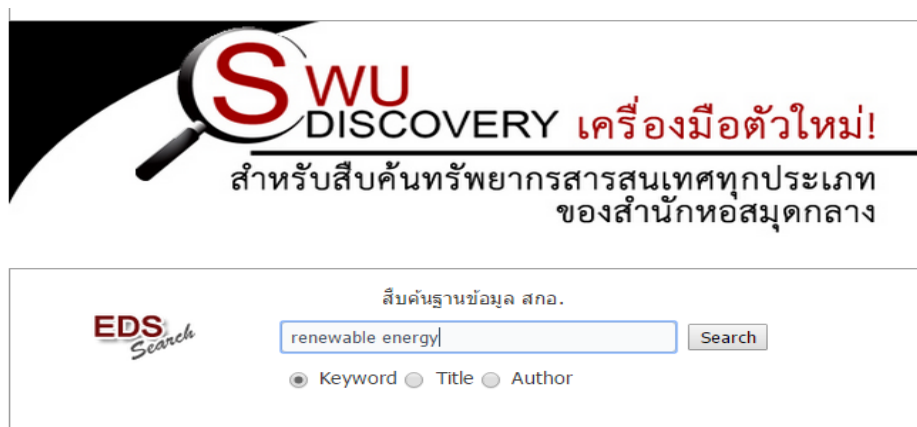 SWU
DISCOVERY เครื่องมือตัวใหม่!
สำหรับสืบค้นทรัพยากรสารสนเทศทุกประเภท
ของสำนักหอสมุดกลาง
สืบค้นฐานข้อมูล สกอ.
EDS
Search
renewable energy
Search
Keyword Title Author